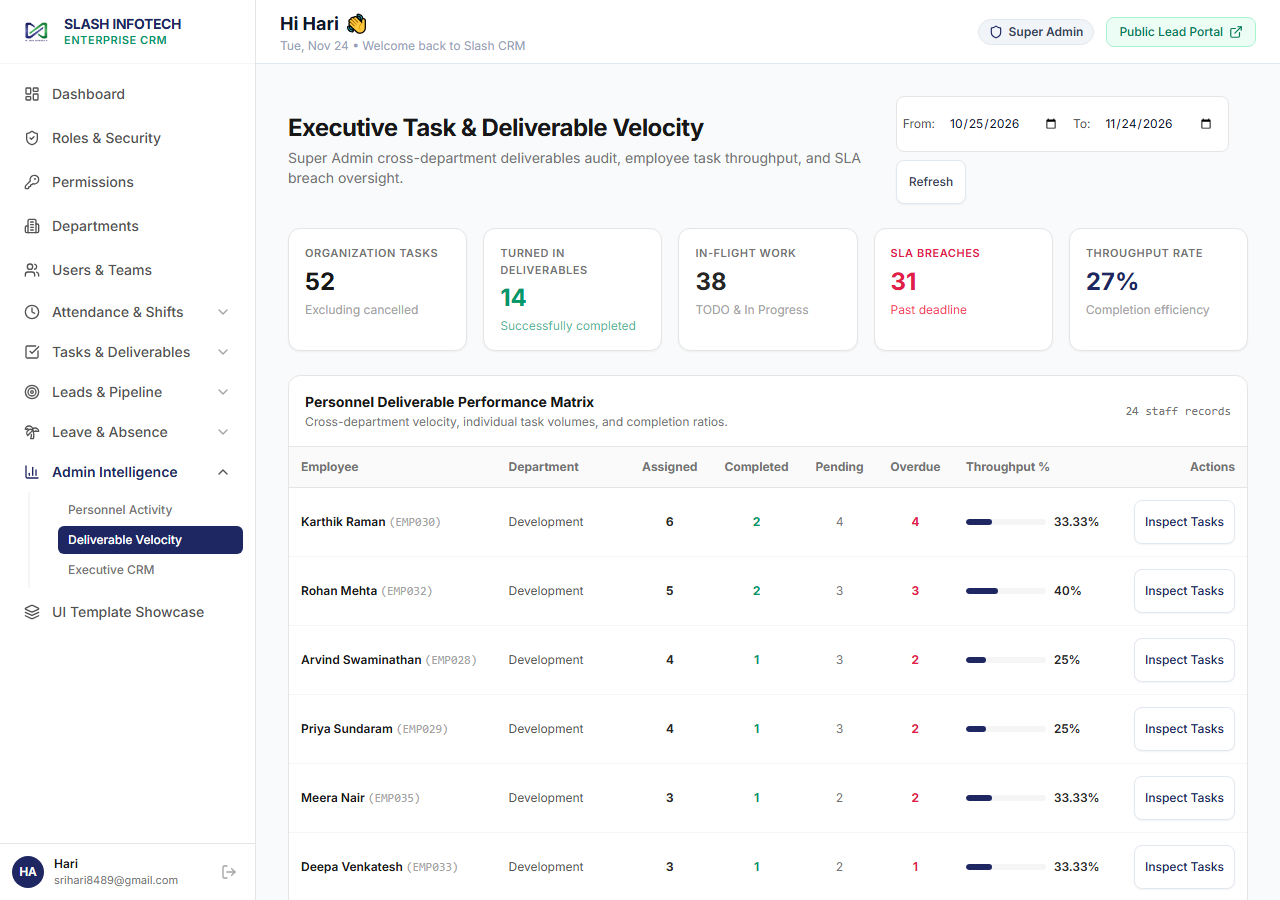 SLASH INFOTECH
ENTERPRISE CRM
Dashboard
Roles & Security
Permissions
Departments
Users & Teams
Attendance & Shifts
Tasks & Deliverables
Leads & Pipeline
Leave & Absence
Admin Intelligence
Personnel Activity
Deliverable Velocity
Executive CRM
UI Template Showcase
HA
Hari
srihari8489@gmail.com
Hi Hari 👋
Tue, Nov 24 • Welcome back to Slash CRM
Super Admin
Public Lead Portal
Executive Task & Deliverable Velocity
Super Admin cross-department deliverables audit, employee task throughput, and SLA
breach oversight.
From: 10/25/2026 To: 11/24/2026
Refresh
ORGANIZATION TASKS
52
Excluding cancelled
TURNED IN
DELIVERABLES
14
Successfully completed
IN-FLIGHT WORK
38
TODO & In Progress
SLA BREACHES
31
Past deadline
THROUGHPUT RATE
27%
Completion efficiency
Personnel Deliverable Performance Matrix
Cross-department velocity, individual task volumes, and completion ratios.
24 staff records
Employee Department Assigned Completed Pending Overdue Throughput % Actions
Karthik Raman (EMP030) Development 6 2 4 4 33.33% Inspect Tasks
Rohan Mehta (EMP032) Development 5 2 3 3 40% Inspect Tasks
Arvind Swaminathan (EMP028) Development 4 1 3 2 25% Inspect Tasks
Priya Sundaram (EMP029) Development 4 1 3 2 25% Inspect Tasks
Meera Nair (EMP035) Development 3 1 2 2 33.33% Inspect Tasks
Deepa Venkatesh (EMP033) Development 3 1 2 1 33.33% Inspect Tasks